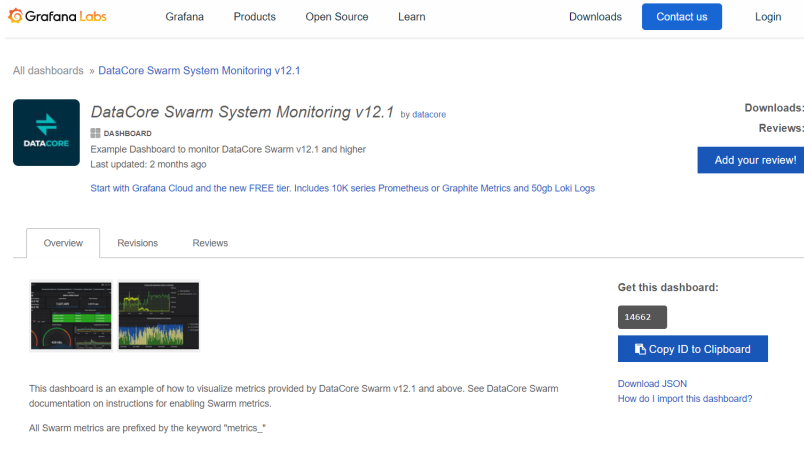 Grafana Labs
Grafana Products Open Source Learn Downloads Contact us Login
All dashboards » DataCore Swarm System Monitoring v12.1
DATACORE
DataCore Swarm System Monitoring v12.1 by datacore
DASHBOARD
Example Dashboard to monitor DataCore Swarm v12.1 and higher
Last updated: 2 months ago
Start with Grafana Cloud and the new FREE tier. Includes 10K series Prometheus or Graphite Metrics and 50gb Loki Logs
Downloads:
Reviews:
Add your review!
Overview Revisions Reviews
This dashboard is an example of how to visualize metrics provided by DataCore Swarm v12.1 and above. See DataCore Swarm
documentation on instructions for enabling Swarm metrics.
All Swarm metrics are prefixed by the keyword "metrics_"
Get this dashboard:
14662
Copy ID to Clipboard
Download JSON
How do I import this dashboard?